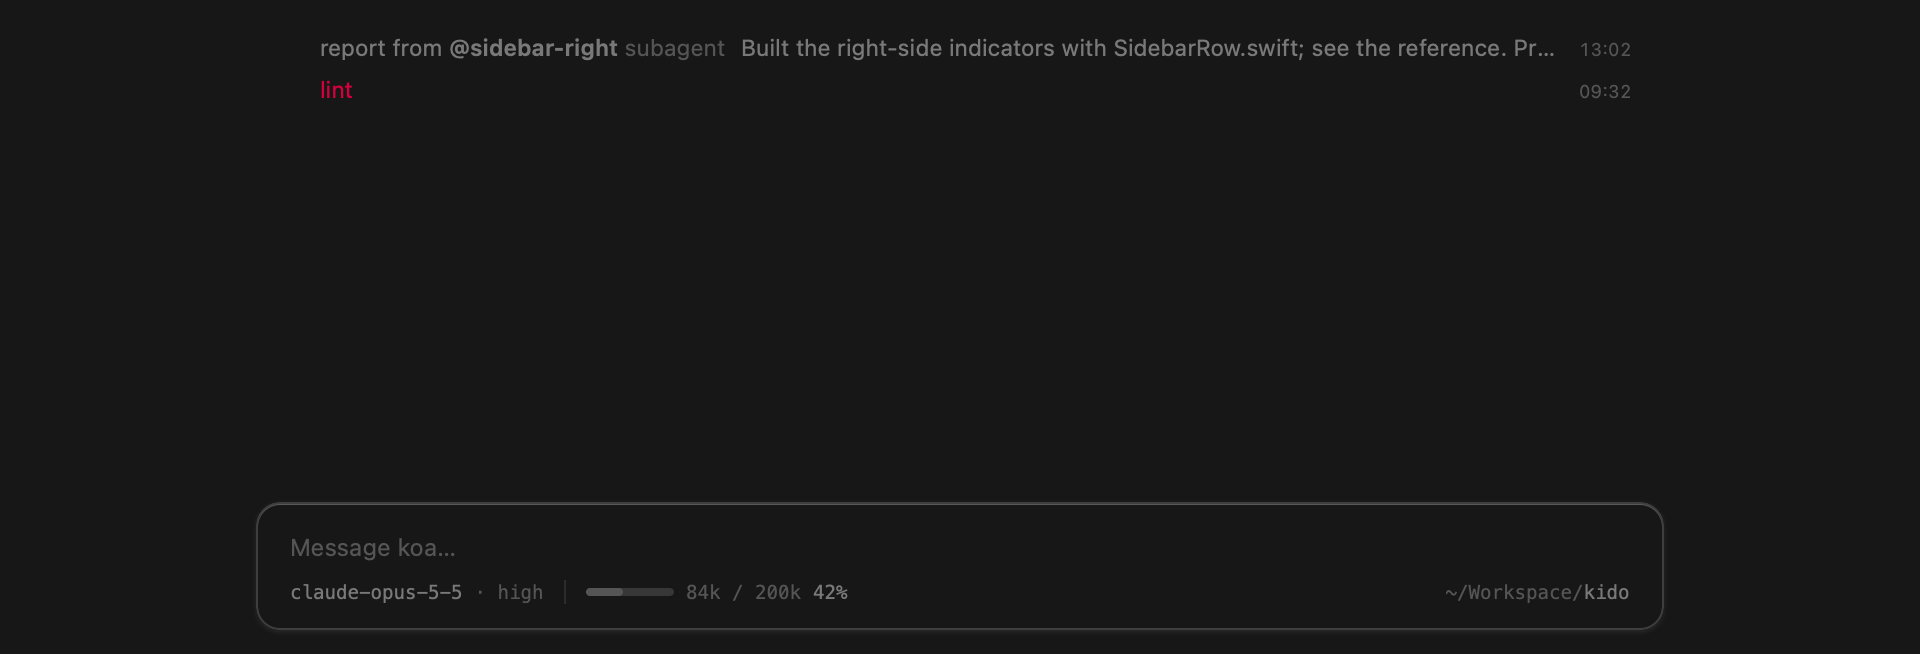 report from @sidebar-right subagent Built the right-side indicators with SidebarRow.swift; see the reference. Pr... 13:02
lint 09:32
Message koa...
claude-opus-5-5 · high 84k / 200k 42% ~/Workspace/kido